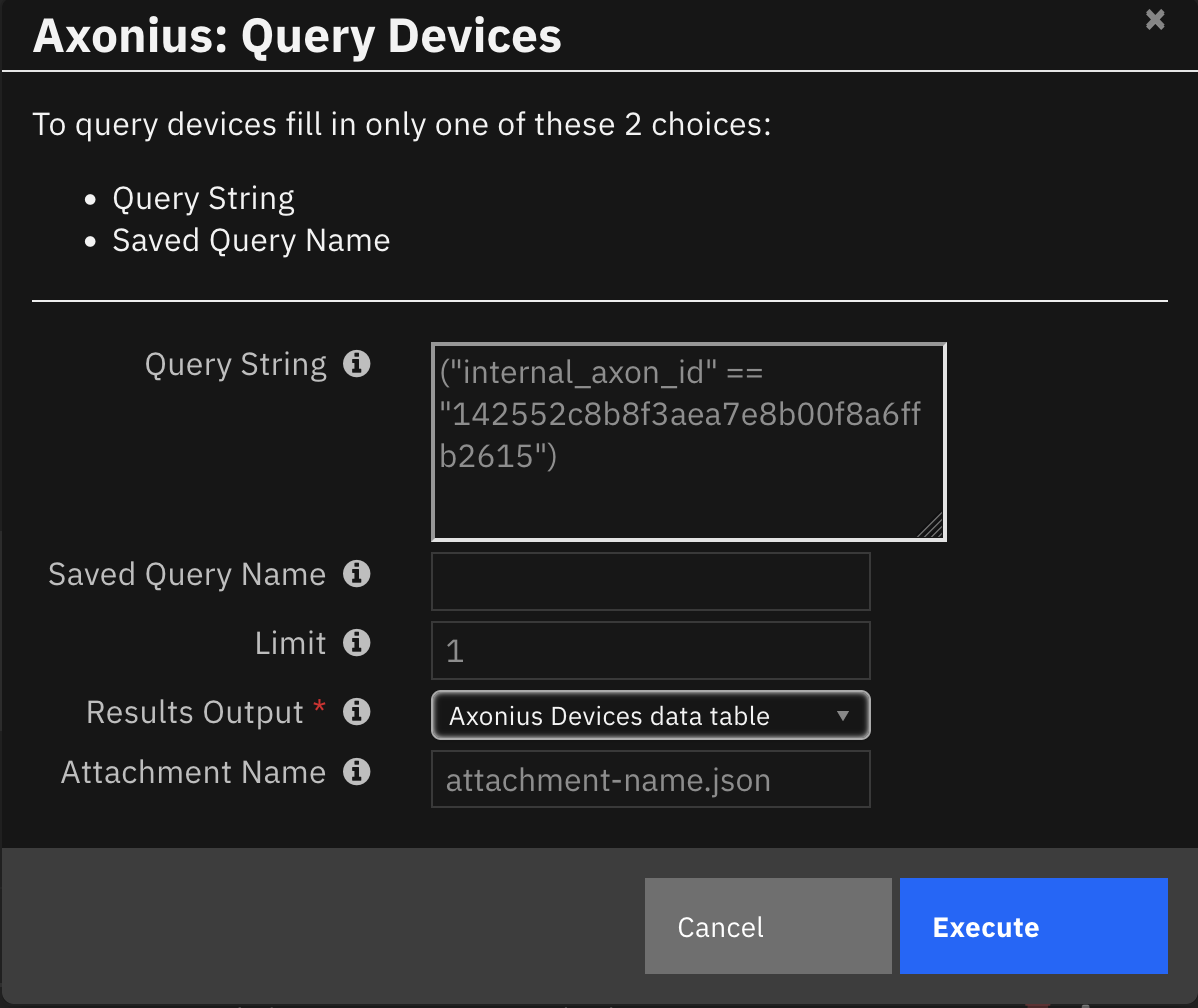 Axonius: Query Devices
To query devices fill in only one of these 2 choices:
Query String
Saved Query Name
Query String
("internal_axon_id" ==
"142552c8b8f3aea7e8b00f8a6ff
b2615")
Saved Query Name
Limit
1
Results Output *
Axonius Devices data table
Attachment Name
attachment-name.json
Cancel
Execute